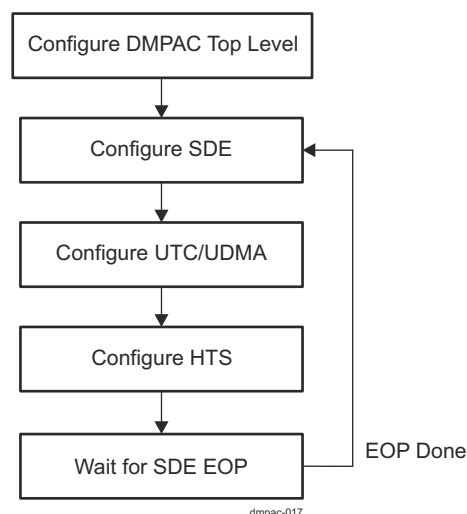 Configure DMPAC Top Level
Configure SDE
Configure UTC/UDMA
Configure HTS
Wait for SDE EOP
EOP Done
dmpac-017